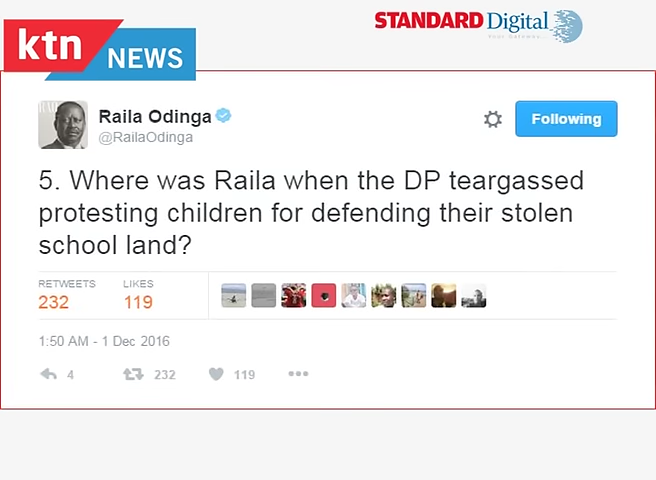 ktn
NEWS
STANDARD Digital
Raila Odinga
@RailaOdinga
Following
5. Where was Raila when the DP teargassed
protesting children for defending their stolen
school land?
RETWEETS LIKES
232 119
1:50 AM - 1 Dec 2016
4 232 119